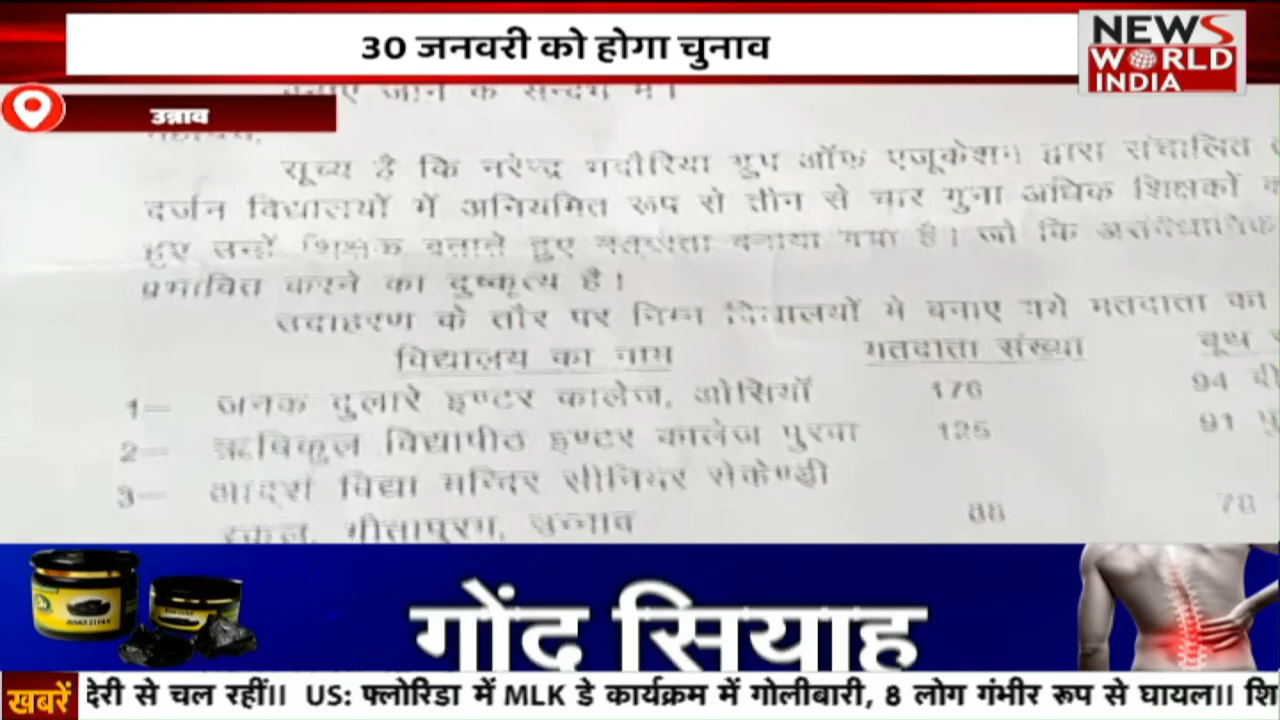 30 जनवरी को होगा चुनाव
NEWS
WORLD
INDIA
उन्नाव
सूच्य है कि नरेन्द्र भदौरिया ग्रुप ऑफ एजूकेशन द्वारा संचालित
दर्जन विद्यालयों में अनियमित रूप से तीन से चार गुना अधिक शिक्षकों
हुए उन्हें शिक्षक बताते हुए मतदाता बनाया गया है। जो कि
प्रभावित करने का दुष्कृत्य है।
उदाहरण के तौर पर निम्न विद्यालयों मे बनाए गये मतदाता का
विद्यालय का नाम मतदाता संख्या बूथ
1— जनक दुलारे इण्टर कालेज, ओसियाँ 176 94
2— ऋषिकुल विद्यापीठ इण्टर कालेज पुरवा 125 91
3— आदर्श विद्या मन्दिर सीनियर सेकेण्ड्री
स्कूल, गीतापुरम, उन्नाव 88 78
गोंद सियाह
खबरें देरी से चल रहीं।। US: फ्लोरिडा में MLK डे कार्यक्रम में गोलीबारी, 8 लोग गंभीर रूप से घायल।। शि